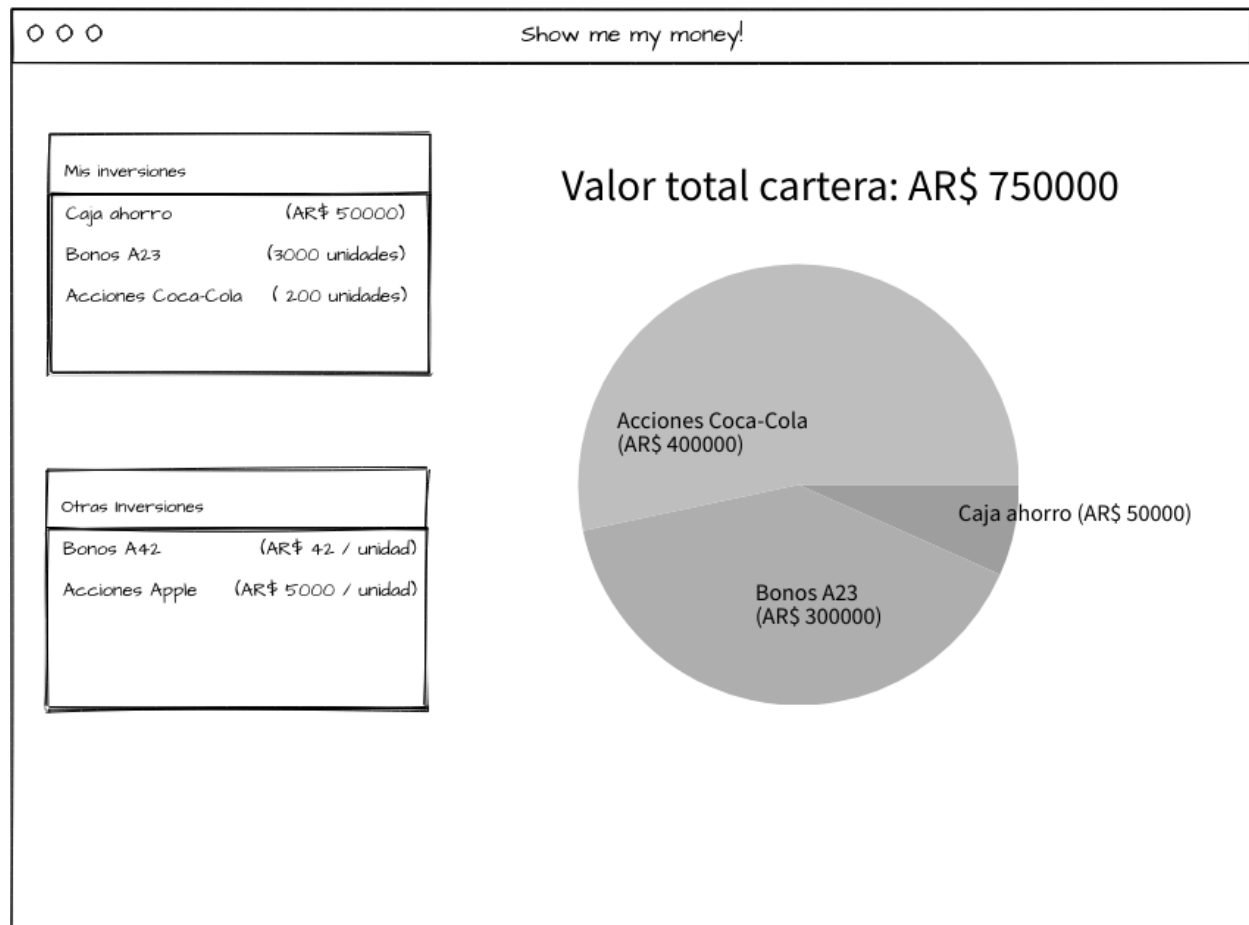 Show me my money!
Mis inversiones
Caja ahorro (AR$ 50000)
Bonos A23 (3000 unidades)
Acciones Coca-Cola ( 200 unidades)
Otras Inversiones
Bonos A42 (AR$ 42 / unidad)
Acciones Apple (AR$ 5000 / unidad)
Valor total cartera: AR$ 750000
Acciones Coca-Cola
(AR$ 400000)
Caja ahorro (AR$ 50000)
Bonos A23
(AR$ 300000)